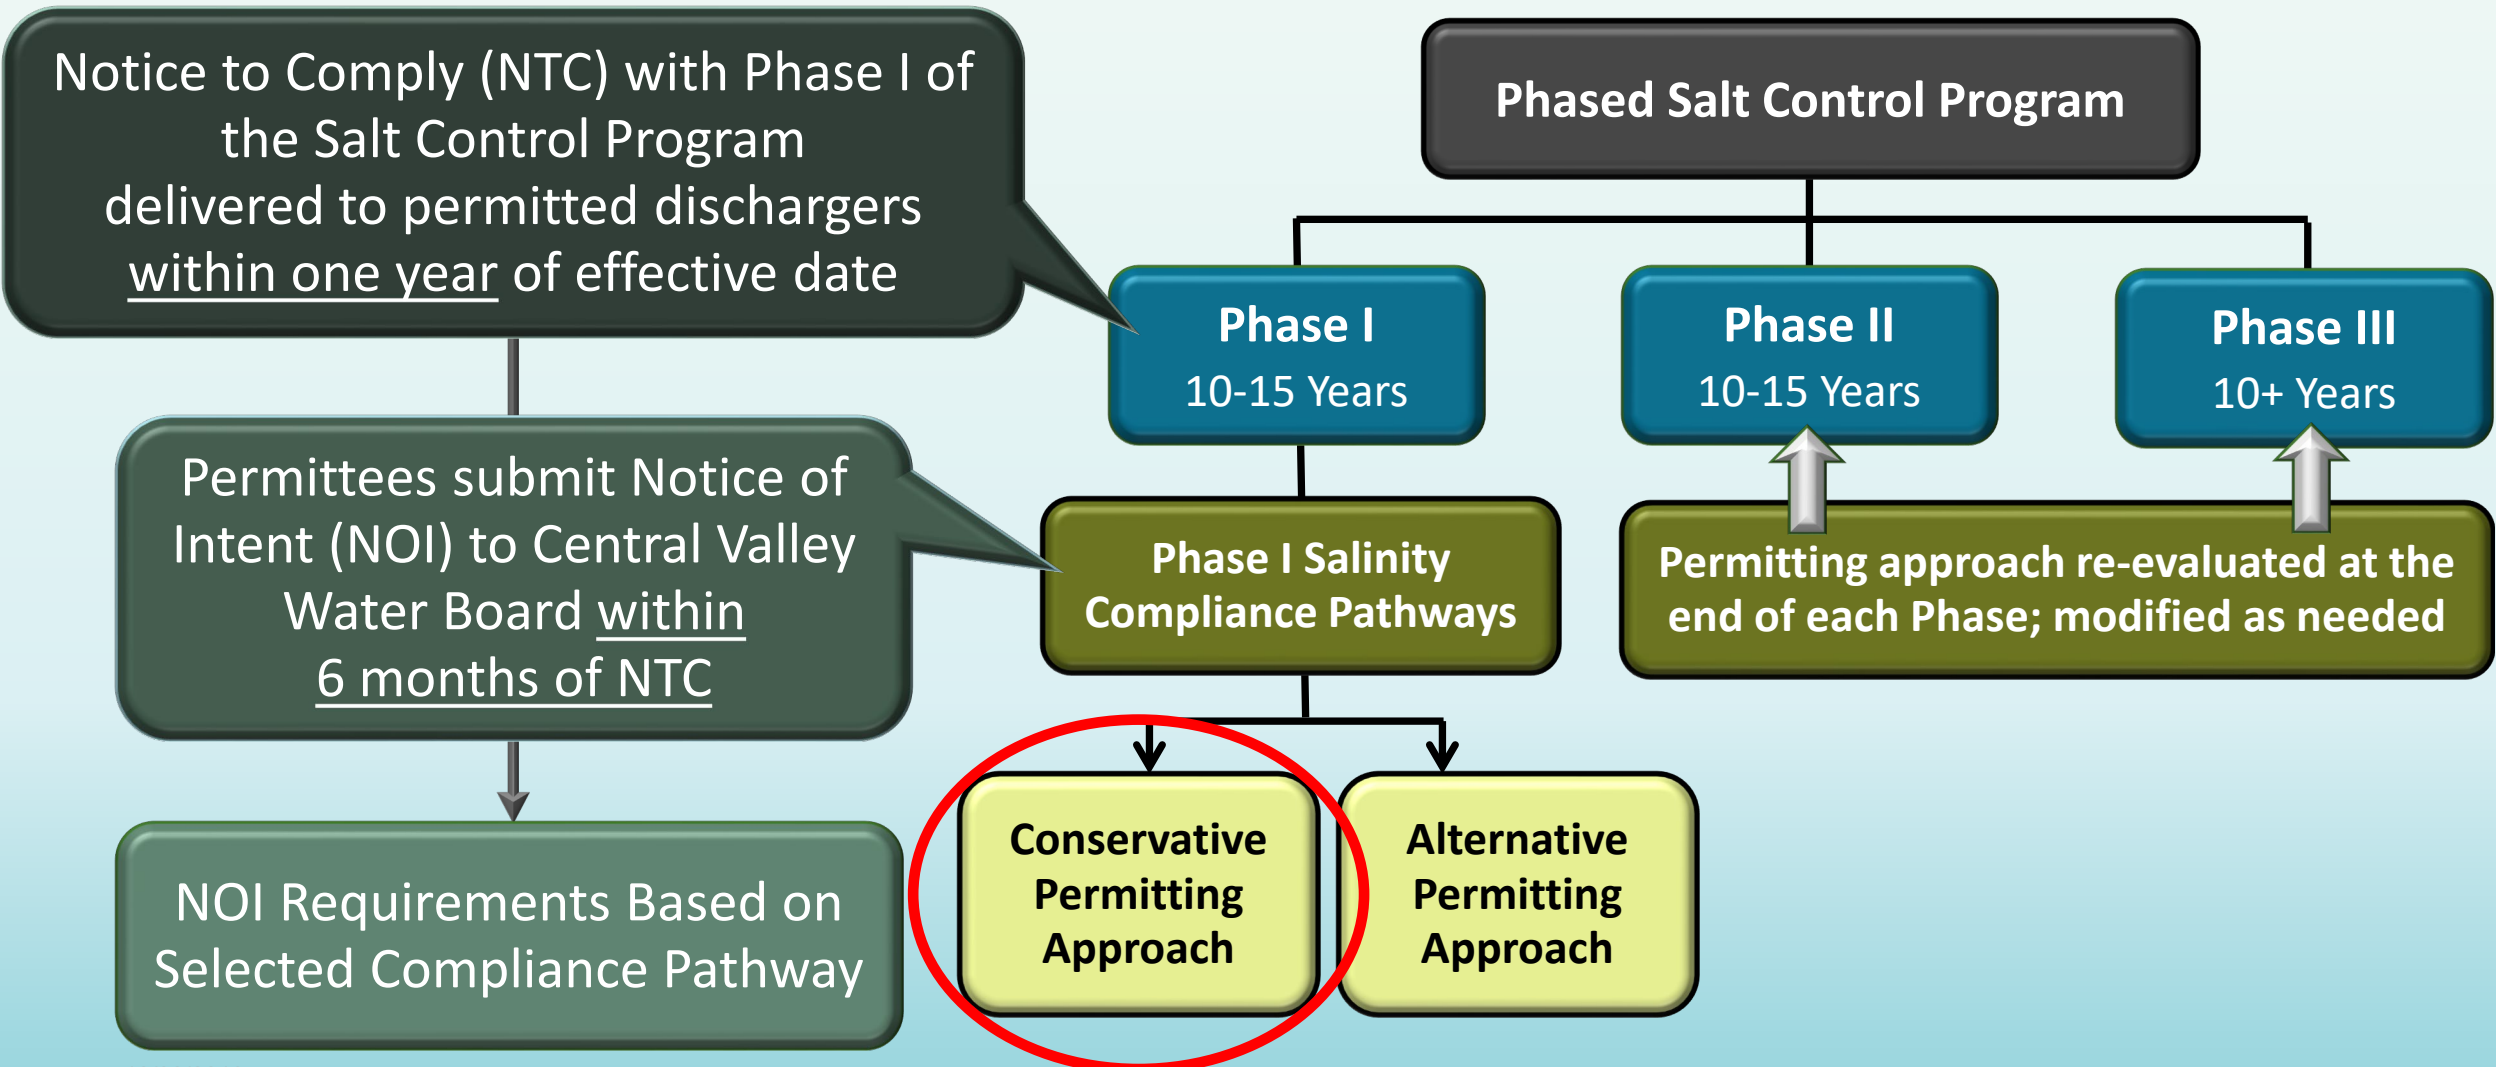 Notice to Comply (NTC) with Phase I of
the Salt Control Program
delivered to permitted dischargers
within one year of effective date
Permittees submit Notice of
Intent (NOI) to Central Valley
Water Board within
6 months of NTC
NOI Requirements Based on
Selected Compliance Pathway
Phased Salt Control Program
Phase I
10-15 Years
Phase II
10-15 Years
Phase III
10+ Years
Phase I Salinity
Compliance Pathways
Permitting approach re-evaluated at the
end of each Phase; modified as needed
Conservative
Permitting
Approach
Alternative
Permitting
Approach